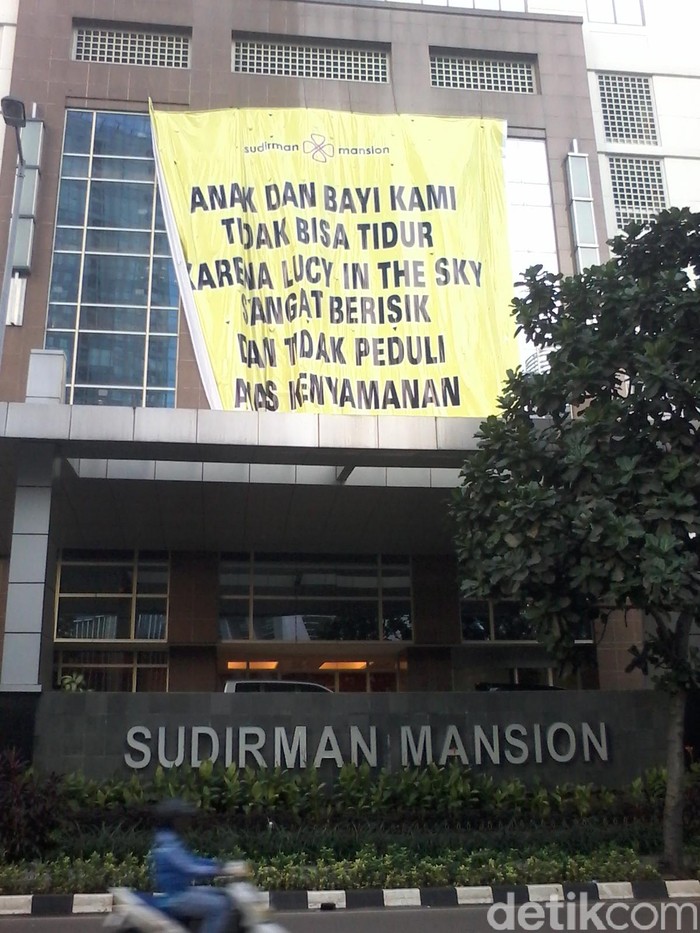 sudirman mansion
ANAK DAN BAYI KAMI
TIDAK BISA TIDUR
KARENA LUCY IN THE SKY
SANGAT BERISIK
DAN TIDAK PEDULI
ATAS KENYAMANAN
SUDIRMAN MANSION
detikcom